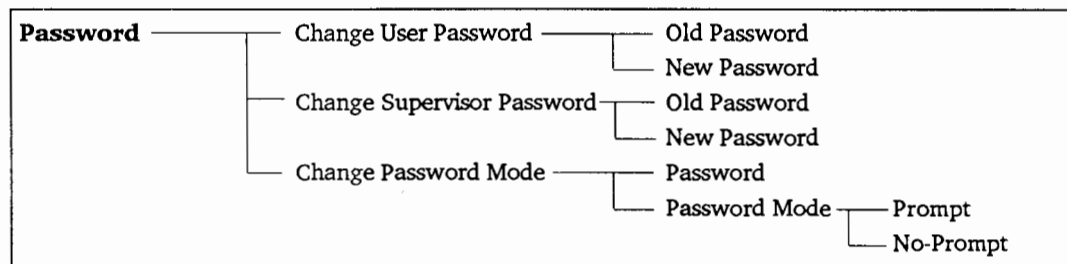 Password Change User Password Old Password
New Password
Change Supervisor Password Old Password
New Password
Change Password Mode Password
Password Mode Prompt
No-Prompt